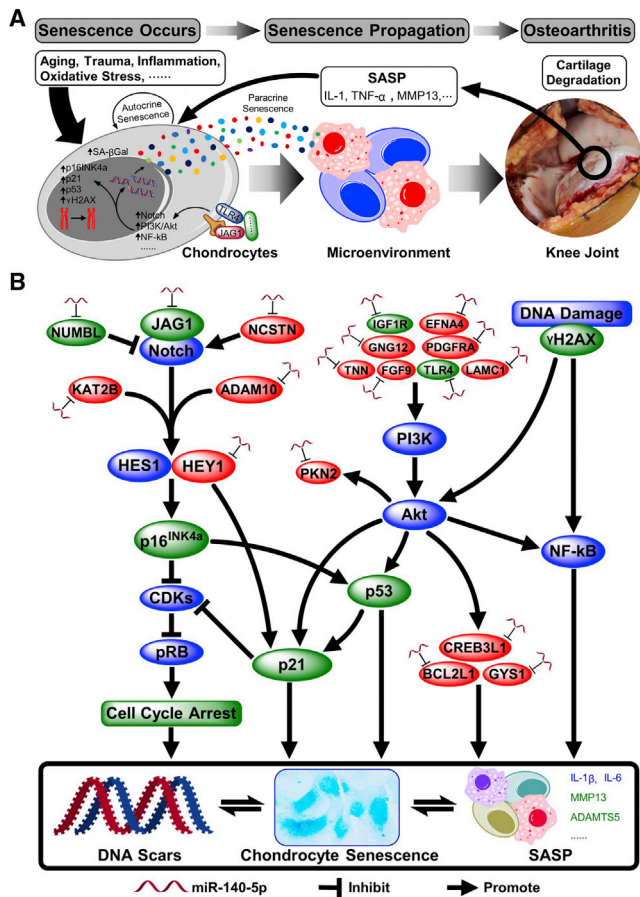 A
Senescence Occurs
Senescence Propagation
Osteoarthritis
Aging, Trauma, Inflammation,
Oxidative Stress, ······
SASP
IL-1, TNF-α , MMP13,···
Cartilage
Degradation
Autocrine
Senescence
Paracrine
Senescence
SA-βGal
p16INK4a
p21
p53
γH2AX
Notch
PI3K/Akt
NF-kB
······
TLR4
JAG1
······
Chondrocytes
Microenvironment
Knee Joint
B
NUMBL
JAG1
Notch
NCSTN
IGF1R
EFNA4
GNG12
PDGFRA
TNN
FGF9
TLR4
LAMC1
DNA Damage
γH2AX
KAT2B
ADAM10
PI3K
HES1
HEY1
PKN2
Akt
p16INK4a
NF-kB
CDKs
p53
pRB
p21
CREB3L1
BCL2L1
GYS1
Cell Cycle Arrest
IL-1β, IL-6
MMP13
ADAMTS5
······
DNA Scars
Chondrocyte Senescence
SASP
miR-140-5p
Inhibit
Promote